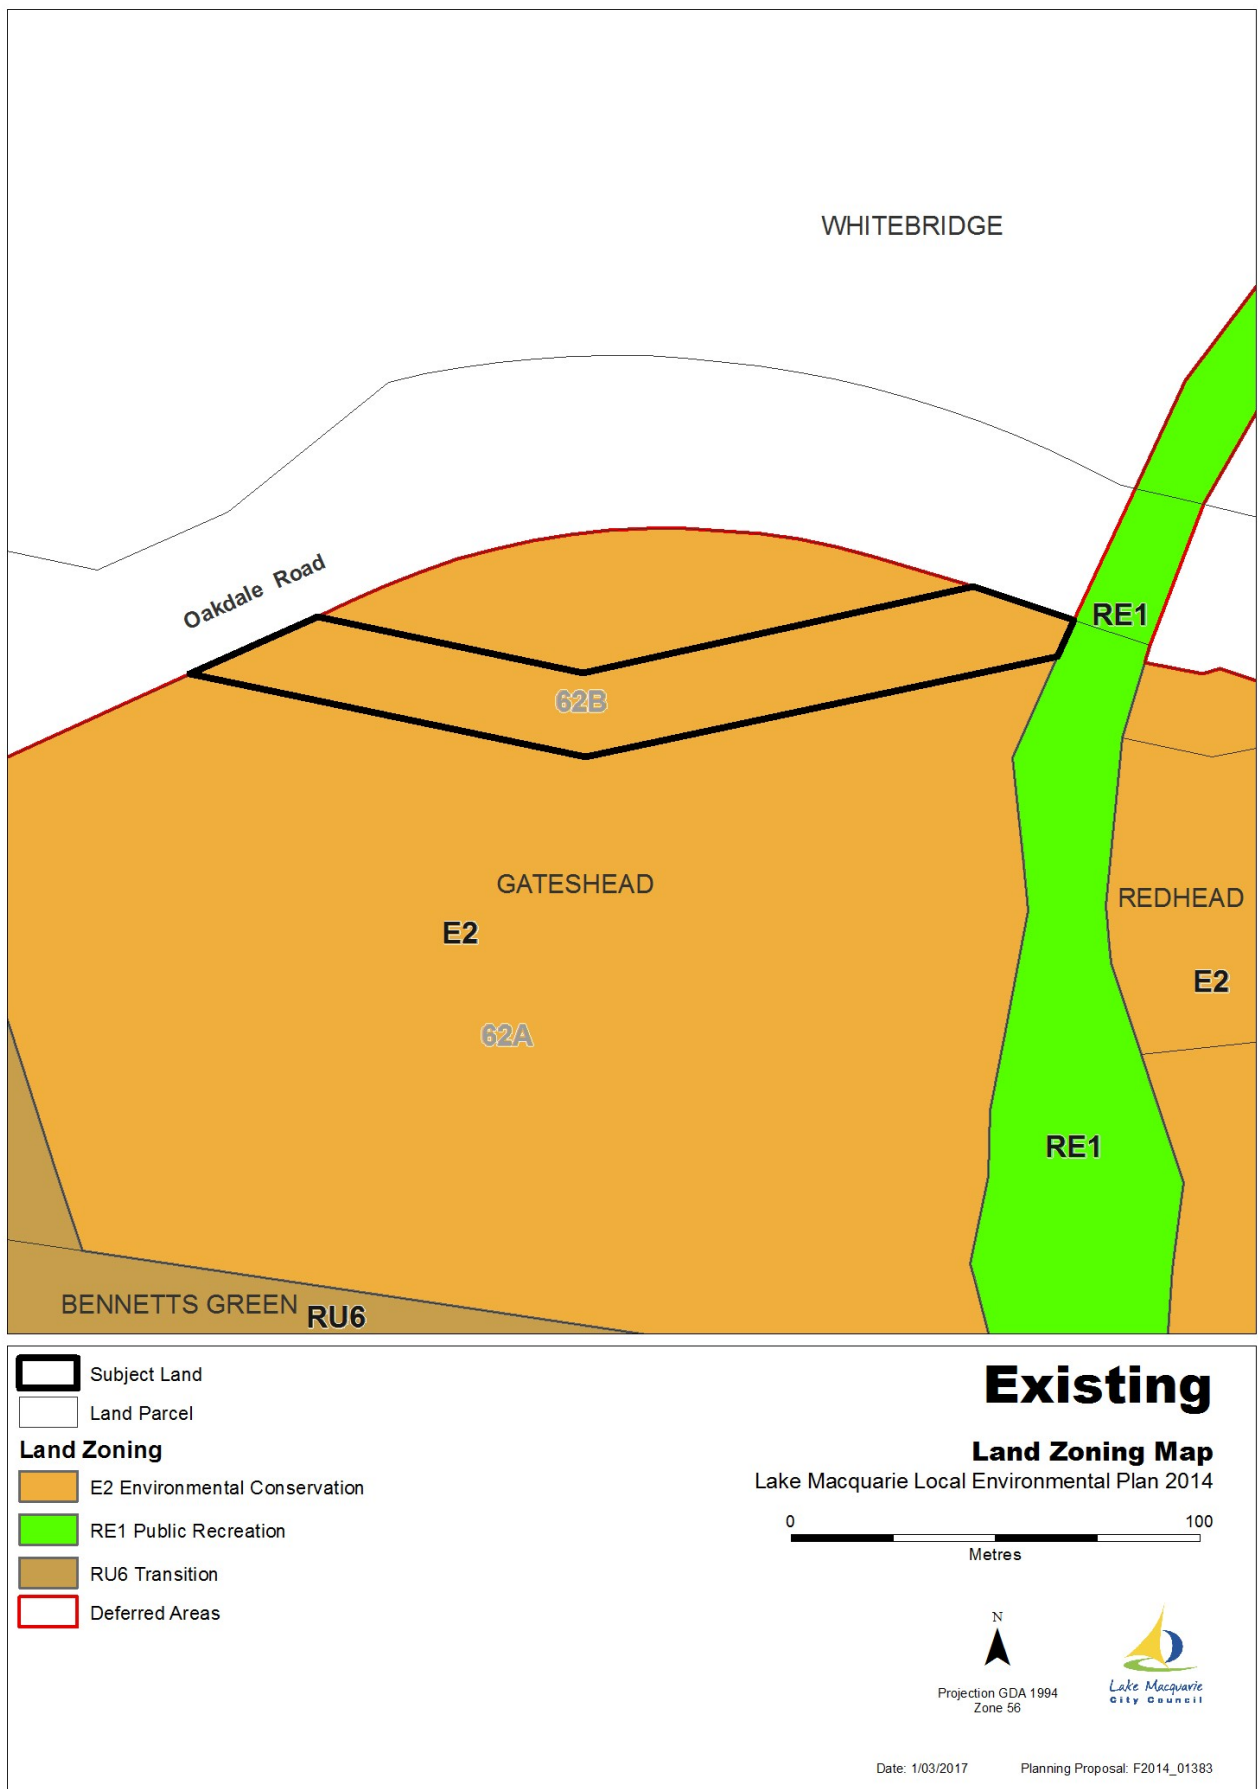 WHITEBRIDGE
Oakdale Road
RE1
62B
GATESHEAD
REDHEAD
E2
E2
62A
RE1
BENNETTS GREEN
RU6
Subject Land
Land Parcel
Land Zoning
E2 Environmental Conservation
RE1 Public Recreation
RU6 Transition
Deferred Areas
Existing
Land Zoning Map
Lake Macquarie Local Environmental Plan 2014
0 100
Metres
N
Projection GDA 1994
Zone 56
Lake Macquarie
City Council
Date: 1/03/2017 Planning Proposal: F2014_01383